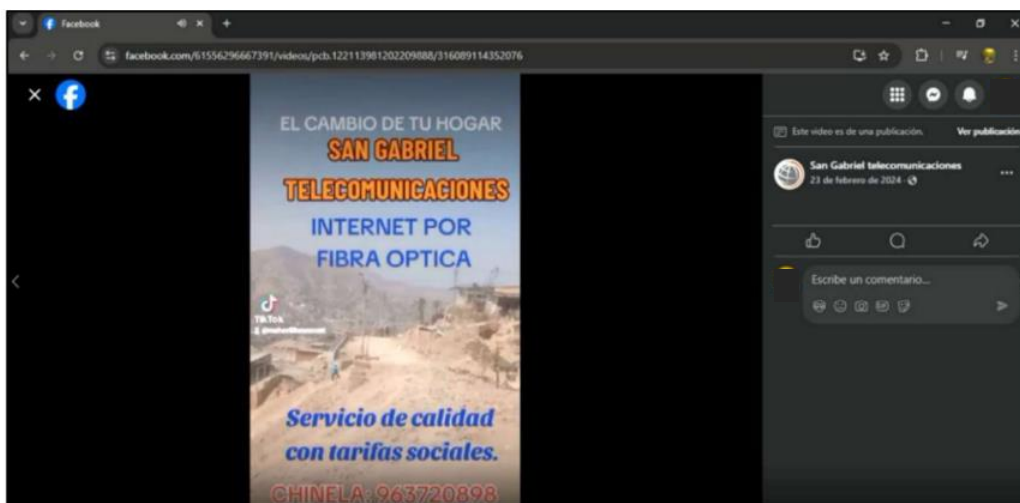 Facebook
facebook.com/61556296667391/videos/pcb.122113981202209888/316089114352076
EL CAMBIO DE TU HOGAR
SAN GABRIEL
TELECOMUNICACIONES
INTERNET POR
FIBRA OPTICA
TikTok
Servicio de calidad
con tarifas sociales.
CHINELA: 963720898
Este video es de una publicación. Ver publicación
San Gabriel telecomunicaciones
23 de febrero de 2024
Escribe un comentario...